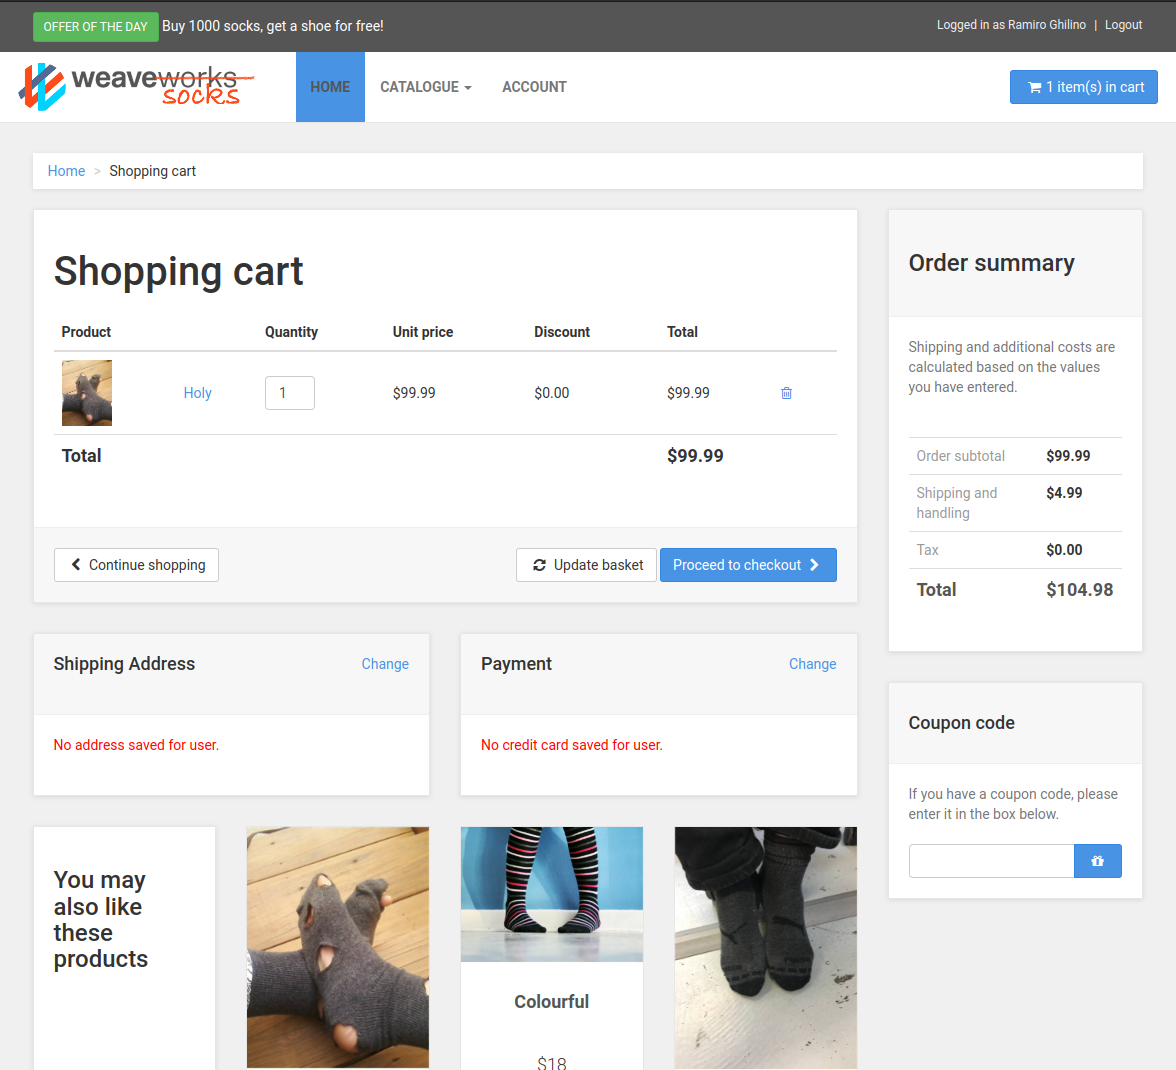 OFFER OF THE DAY Buy 1000 socks, get a shoe for free!
Logged in as Ramiro Ghilino | Logout
weaveworks
socks
HOME CATALOGUE ACCOUNT
1 item(s) in cart
Home > Shopping cart
Shopping cart
Product Quantity Unit price Discount Total
Holy 1 $99.99 $0.00 $99.99
Total $99.99
Continue shopping Update basket Proceed to checkout
Order summary
Shipping and additional costs are
calculated based on the values
you have entered.
Order subtotal $99.99
Shipping and
handling $4.99
Tax $0.00
Total $104.98
Shipping Address Change
No address saved for user.
Payment Change
No credit card saved for user.
Coupon code
If you have a coupon code, please
enter it in the box below.
You may
also like
these
products
Colourful
$18